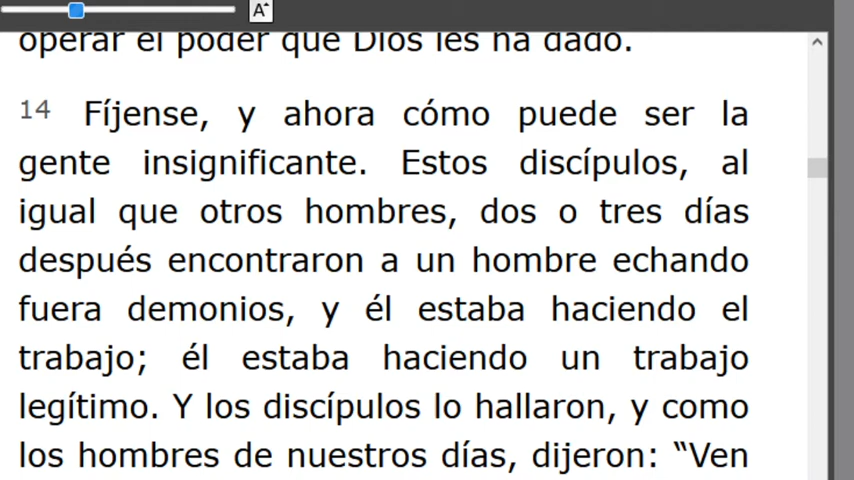 A
operar el poder que Dios les ha dado.
14 Fíjense, y ahora cómo puede ser la
gente insignificante. Estos discípulos, al
igual que otros hombres, dos o tres días
después encontraron a un hombre echando
fuera demonios, y él estaba haciendo el
trabajo; él estaba haciendo un trabajo
legítimo. Y los discípulos lo hallaron, y como
los hombres de nuestros días, dijeron: “Ven